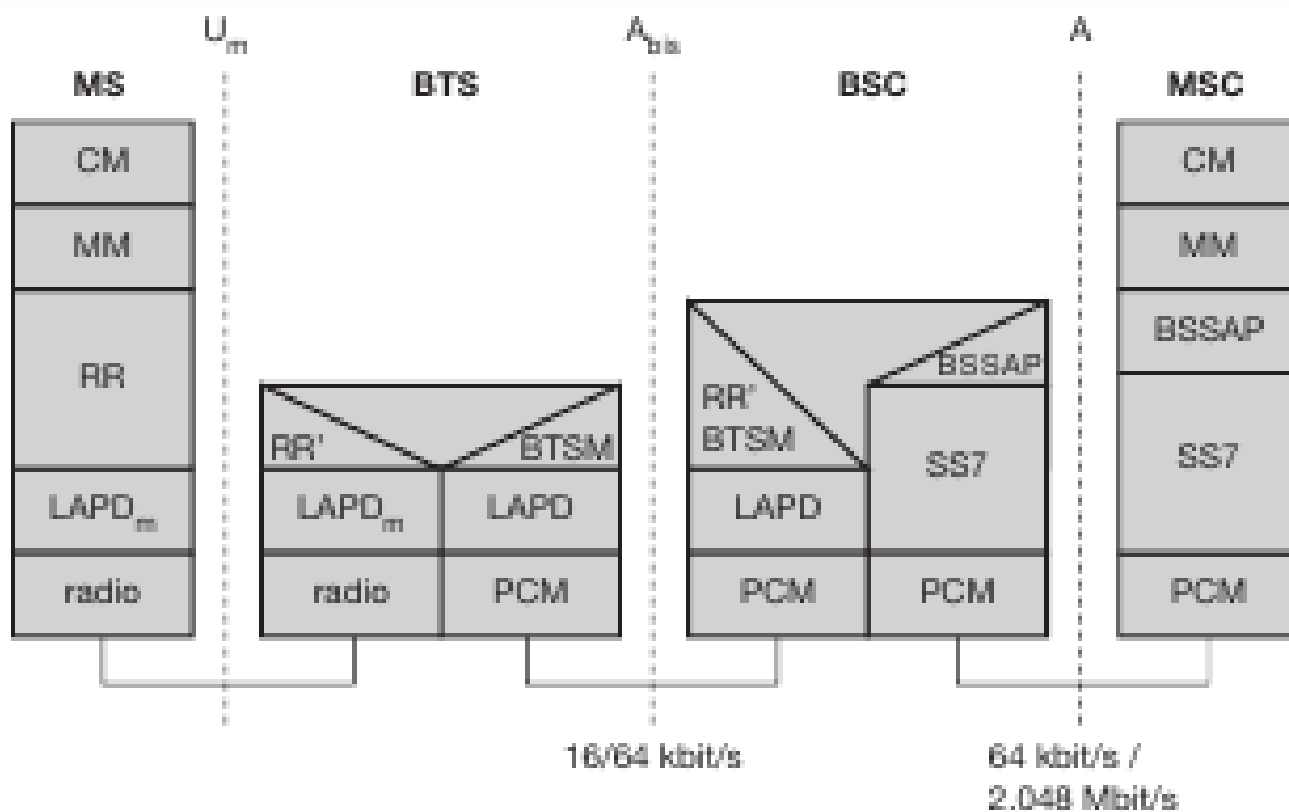 Um Abis A
MS BTS BSC MSC
CM CM
MM MM
RR BSSAP
RR' BTSM RR' BSSAP
BTSM
SS7 SS7
LAPDm LAPDm LAPD LAPD
radio radio PCM PCM PCM PCM
16/64 kbit/s 64 kbit/s /
2.048 Mbit/s